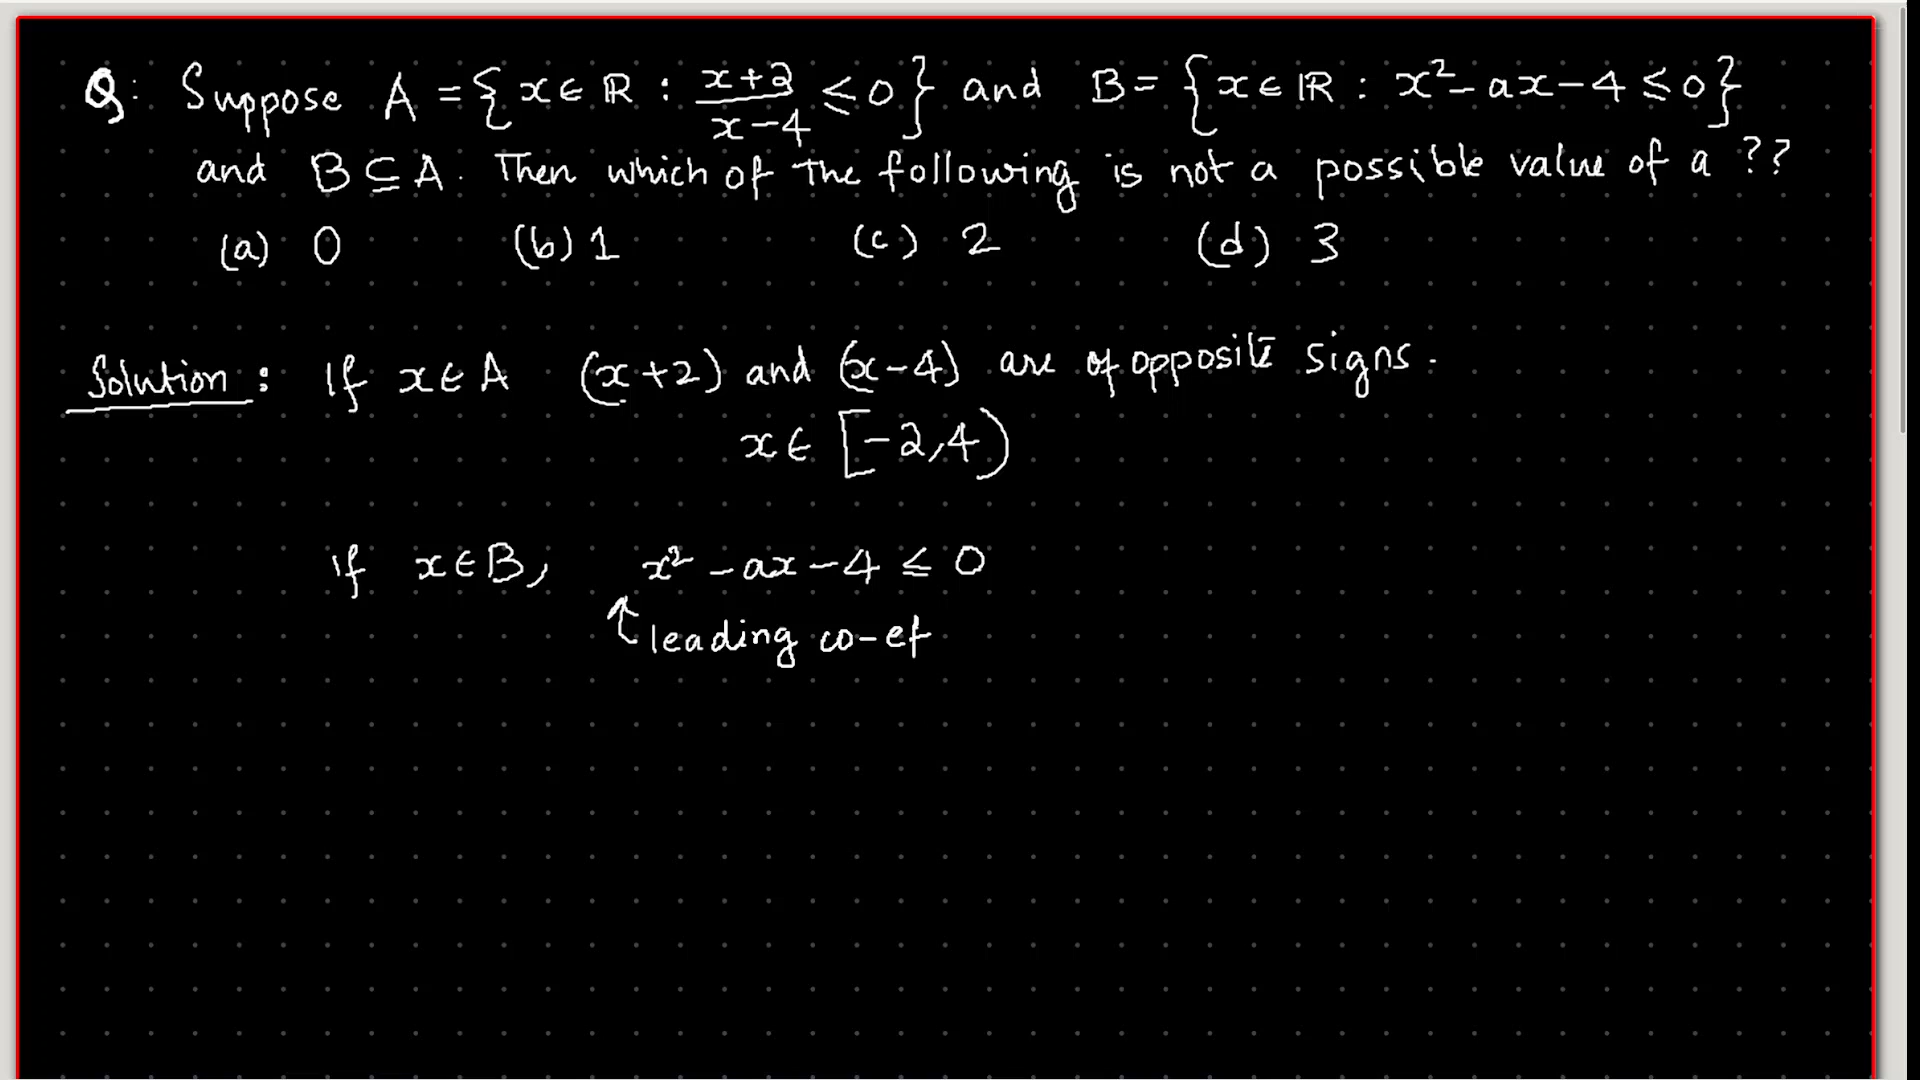 Q: Suppose A = {x ∈ ℝ : (x+2)/(x-4) ≤ 0} and B = {x ∈ ℝ : x² - ax - 4 ≤ 0}
and B ⊆ A. Then which of the following is not a possible value of a ??
(a) 0 (b) 1 (c) 2 (d) 3
Solution : If x ∈ A (x+2) and (x-4) are of opposite signs.
x ∈ [-2,4)
If x ∈ B, x² - ax - 4 ≤ 0
leading co-ef